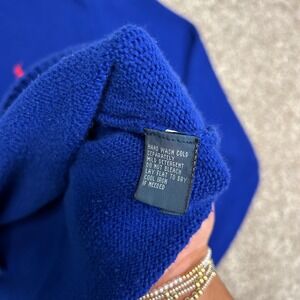 HAND WASH COLD
SEPARATELY
MILD DETERGENT
DO NOT BLEACH
LAY FLAT TO DRY
COOL IRON
IF NEEDED